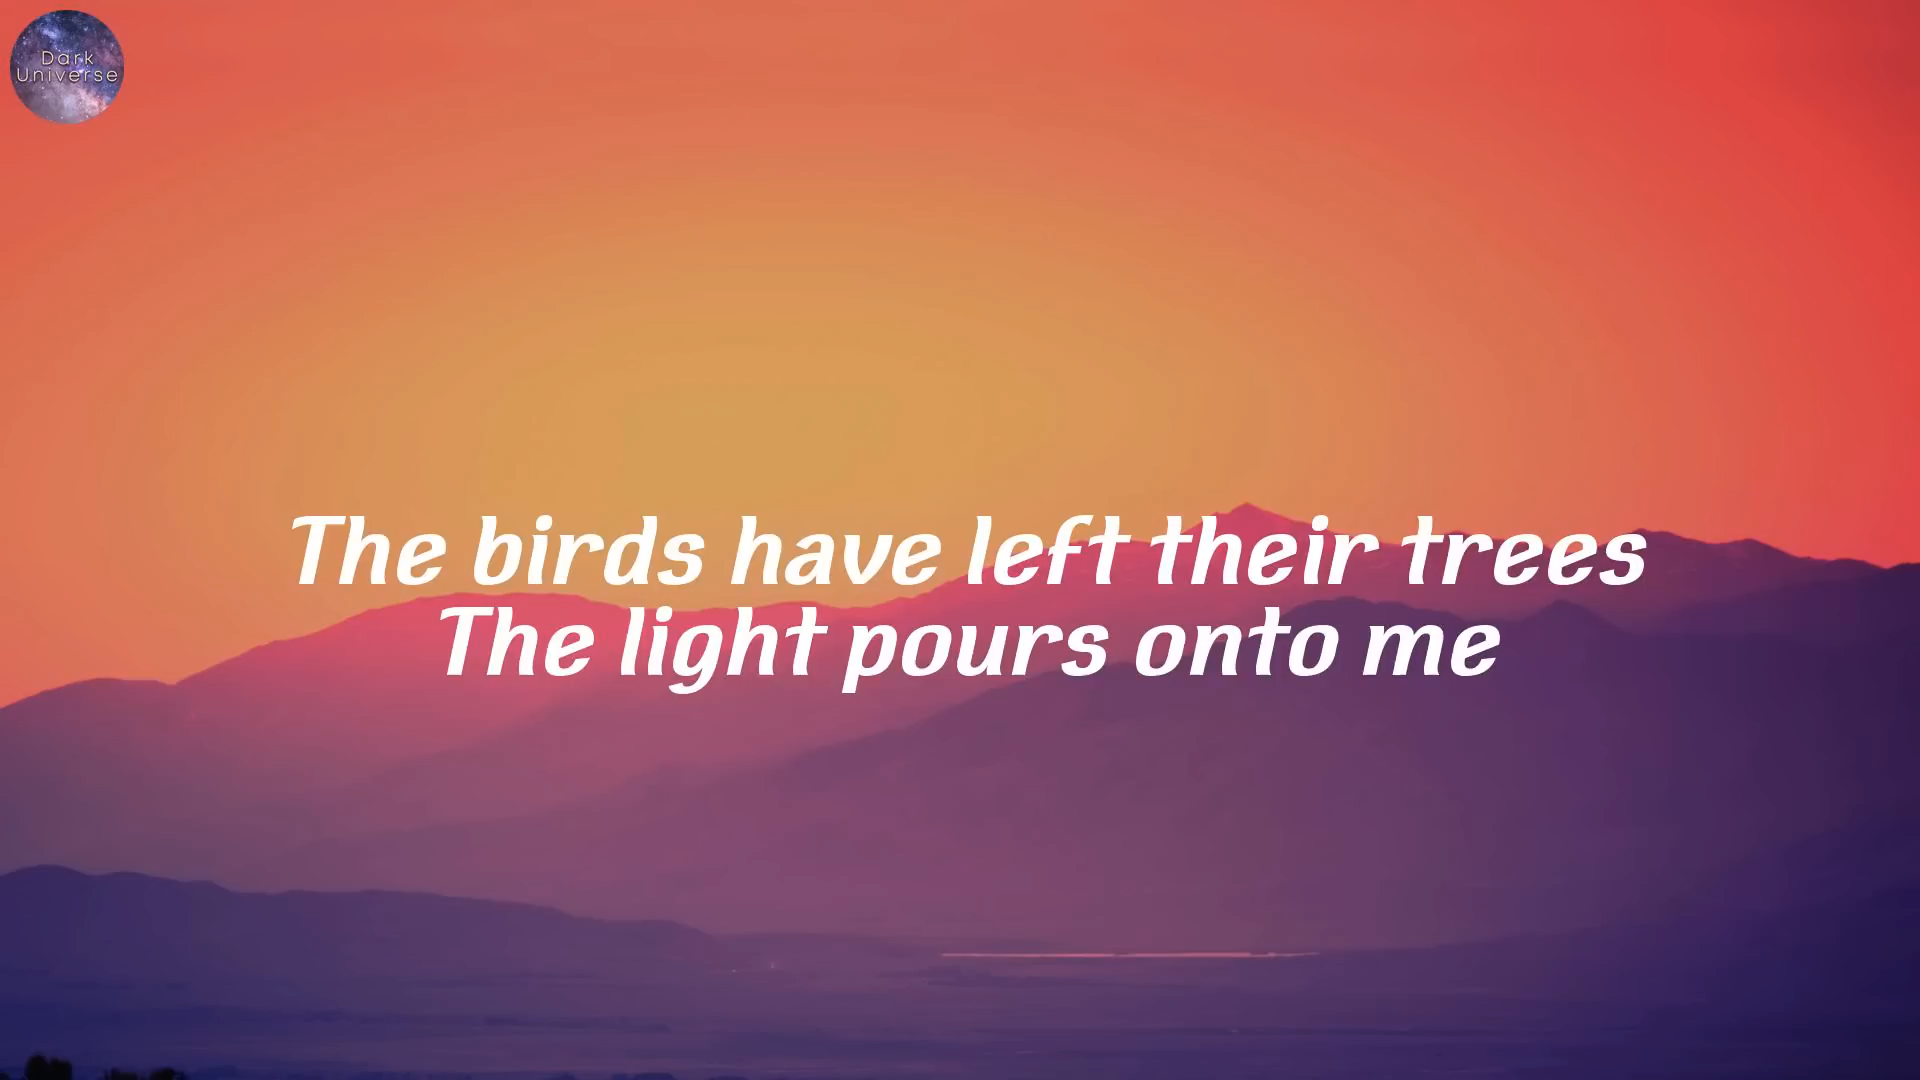 Dark
Universe
The birds have left their trees
The light pours onto me